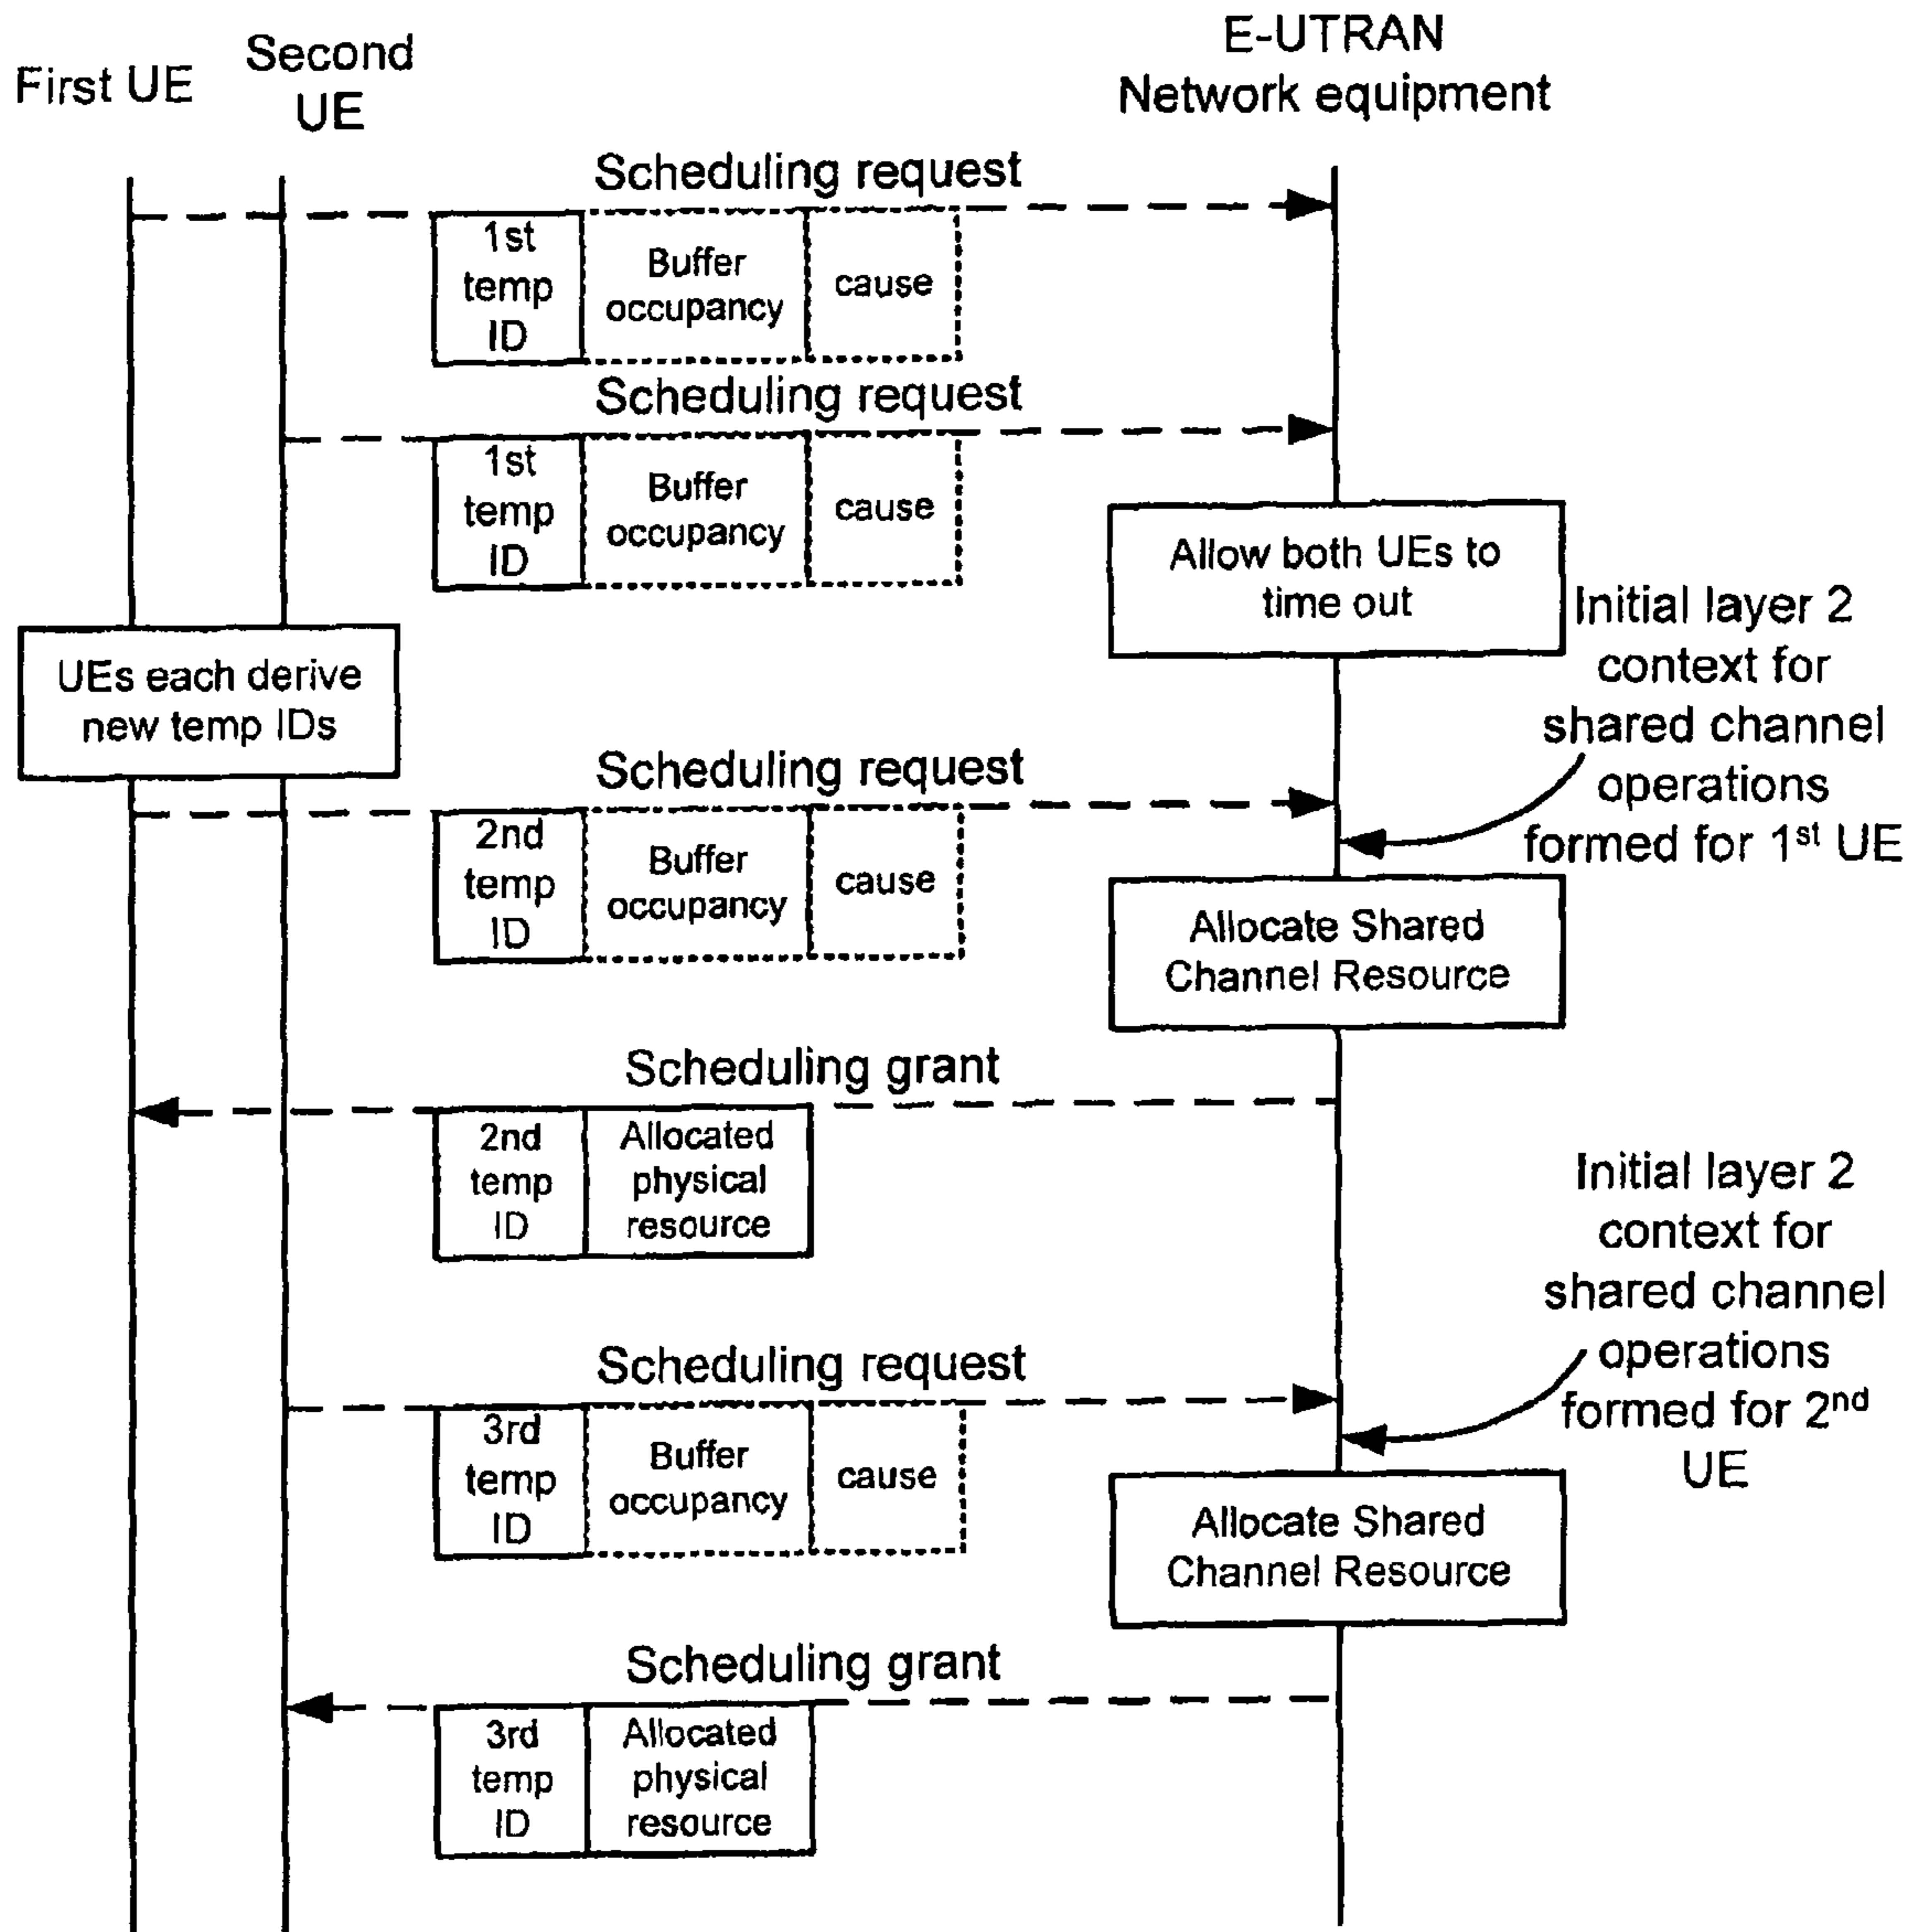 First UE
Second
UE
E-UTRAN
Network equipment
Scheduling request
1st
temp
ID
Buffer
occupancy
cause
Scheduling request
1st
temp
ID
Buffer
occupancy
cause
Allow both UEs to
time out
Initial layer 2
context for
shared channel
operations
formed for 1st UE
UEs each derive
new temp IDs
Scheduling request
2nd
temp
ID
Buffer
occupancy
cause
Allocate Shared
Channel Resource
Scheduling grant
2nd
temp
ID
Allocated
physical
resource
Initial layer 2
context for
shared channel
operations
formed for 2nd
UE
Scheduling request
3rd
temp
ID
Buffer
occupancy
cause
Allocate Shared
Channel Resource
Scheduling grant
3rd
temp
ID
Allocated
physical
resource